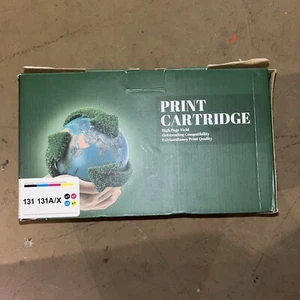 PRINT
CARTRIDGE
High Page Yield
Outstanding Compatibility
Extraordinary Print Quality
131 131A/X